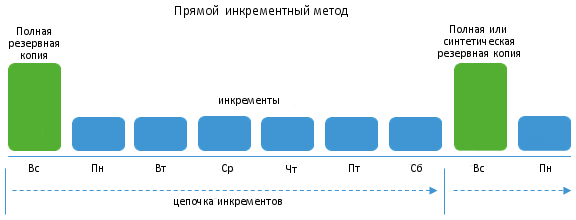 Прямой инкрементный метод
Полная
резервная
копия
Полная или
синтетическая
резервная копия
инкременты
Вс
Пн
Вт
Ср
Чт
Пт
Сб
Вс
Пн
цепочка инкрементов